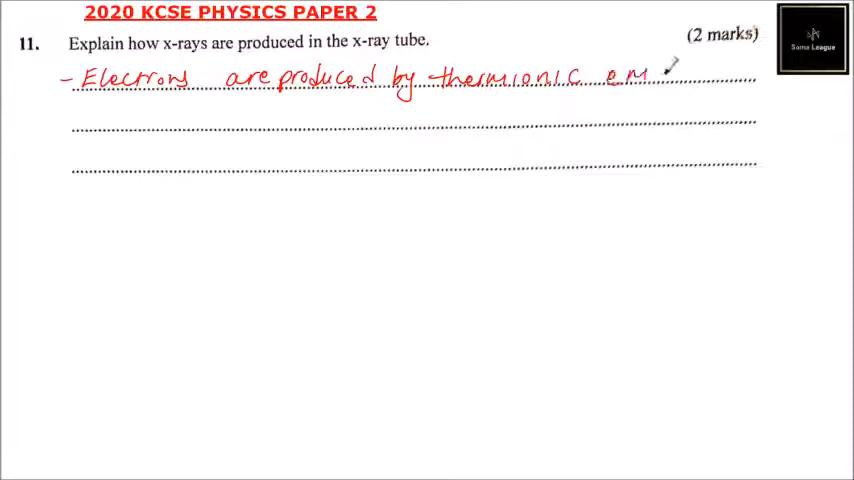 2020 KCSE PHYSICS PAPER 2
11. Explain how x-rays are produced in the x-ray tube. (2 marks)
Soma League
- Electrons are produced by thermionic em